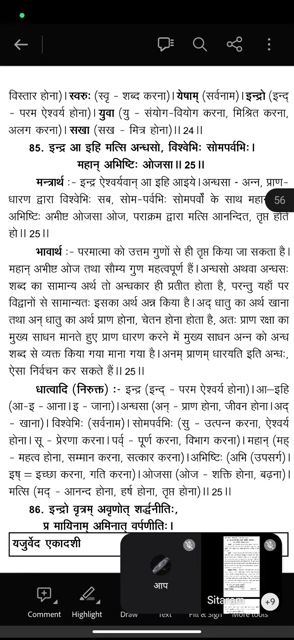 विस्तार होना)। स्वरुः (स्वृ - शब्द करना)। येषाम् (सर्वनाम)। इन्द्रो (इन्द्
- परम ऐश्वर्य होना)। युवा (यु - संयोग-वियोग करना, मिश्रित करना,
अलग करना)। सखा (सख - मित्र होना)।। 24।।
85. इन्द्र आ इहि मत्सि अन्धसो, विश्वेभिः सोमपर्वभिः।
महान् अभिष्टिः ओजसा।। 25।।
मन्त्रार्थ :- इन्द्र ऐश्वर्यवान् आ इहि आइये। अन्धसा - अन्न, प्राण-
धारण द्वारा विश्वेभिः सब, सोम-पर्वभिः सोमपर्वों के साथ महान्
अभिष्टिः अभीष्ट ओजसा ओज, पराक्रम द्वारा मत्सि आनन्दित, तृप्त होते
हो।। 25।।
56
भावार्थ :- परमात्मा को उत्तम गुणों से ही तृप्त किया जा सकता है।
महान् अभीष्ट ओज तथा सौम्य गुण महत्वपूर्ण हैं। अन्धसो अथवा अन्धसः
शब्द का सामान्य अर्थ तो अन्धकार ही प्रतीत होता है, परन्तु यहाँ पर
विद्वानों से सामान्यतः इसका अर्थ अन्न किया है। अद् धातु का अर्थ खाना
तथा अन् धातु का अर्थ प्राण होना, चेतन होना होता है, अतः प्राण रक्षा का
मुख्य साधन मानते हुए प्राण धारण करने में मुख्य साधन अन्न को अन्ध
शब्द से व्यक्त किया गया माना गया है। अनम् प्राणम् धारयति इति अन्धः,
ऐसा निर्वचन कर सकते हैं।। 25।।
धात्वादि (निरुक्त) :- इन्द्र (इन्द् - परम ऐश्वर्य होना)। आ–इहि
(आ-इ - आना। इ - जाना)। अन्धसा (अन् - प्राण होना, जीवन होना। अद्
- खाना)। विश्वेभिः (सर्वनाम)। सोमपर्वभिः (सु - उत्पन्न करना, ऐश्वर्य
होना। सू - प्रेरणा करना। पर्व् - पूर्ण करना, विभाग करना)। महान् (मह्
- महत्व होना, सम्मान करना, सत्कार करना)। अभिष्टिः (अभि (उपसर्ग)।
इष् = इच्छा करना, गति करना)। ओजसा (ओज - शक्ति होना, बढ़ना)।
मत्सि (मद् - आनन्द होना, हर्ष होना, तृप्त होना)।। 25।।
86. इन्द्रो वृत्रम् अवृणोत् शर्द्धनीतिः,
प्र मायिनाम् अमिनात् वर्पणीतिः।
यजुर्वेद एकादशी
आप
+9
Comment Highlight Draw Text Fill & Sign More tools